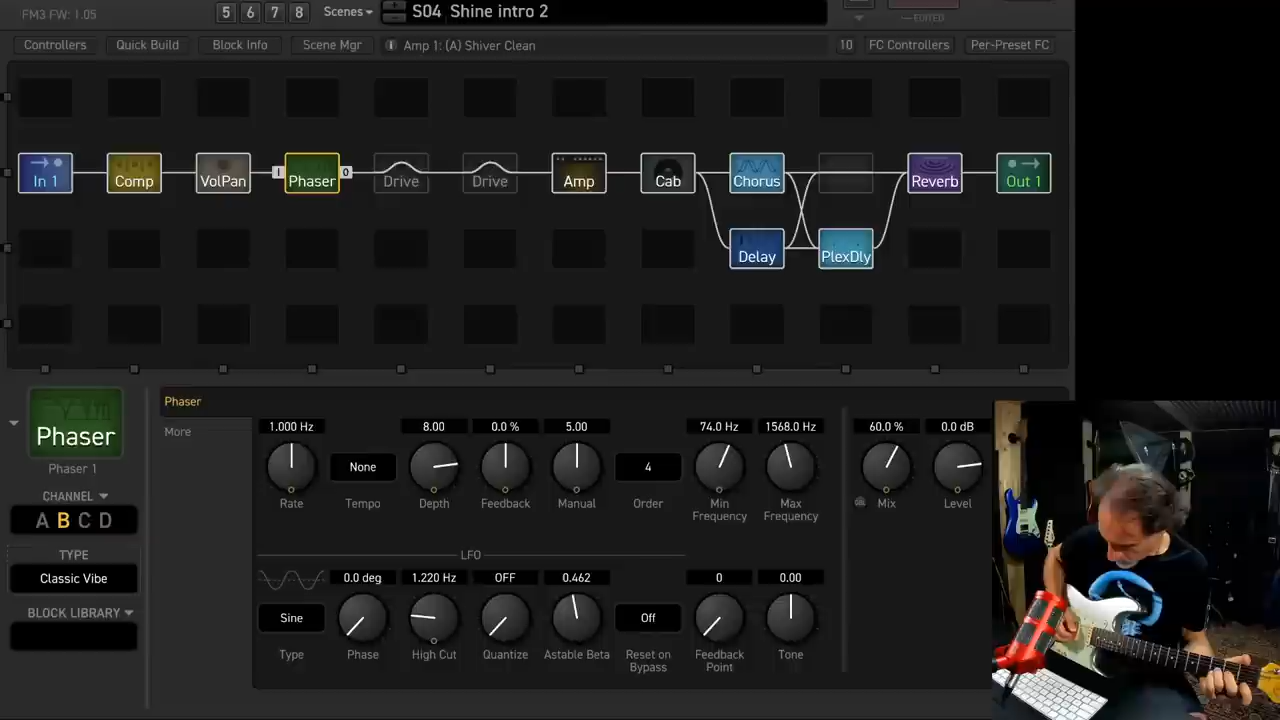 FM3 FW: 1.05
5 6 7 8 Scenes S04 Shine intro 2
EDITED
Controllers Quick Build Block Info Scene Mgr Amp 1: (A) Shiver Clean 10 FC Controllers Per-Preset FC
In 1 Comp VolPan I Phaser O Drive Drive Amp Cab Chorus Reverb Out 1
Delay PlexDly
Phaser
Phaser 1
CHANNEL
A B C D
TYPE
Classic Vibe
BLOCK LIBRARY
Phaser
More
1.000 Hz 8.00 0.0 % 5.00 74.0 Hz 1568.0 Hz 60.0 % 0.0 dB
None 4
Rate Tempo Depth Feedback Manual Order Min Frequency Max Frequency Mix Level
LFO
0.0 deg 1.220 Hz OFF 0.462 0 0.00
Sine Off
Type Phase High Cut Quantize Astable Beta Reset on Bypass Feedback Point Tone